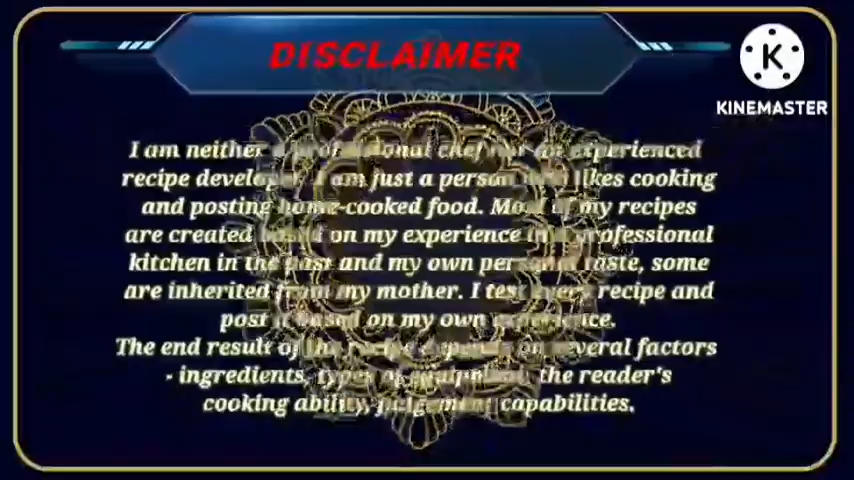 DISCLAIMER
KINEMASTER
I am neither a professional chef nor an experienced
recipe developer. I am just a person who likes cooking
and posting home-cooked food. Most of my recipes
are created based on my experience in a professional
kitchen in the past and my own personal taste, some
are inherited from my mother. I test every recipe and
post it based on my own
The end result of the recipe depends on several factors
- ingredients, types of equipment, the reader's
cooking ability, judgement capabilities.